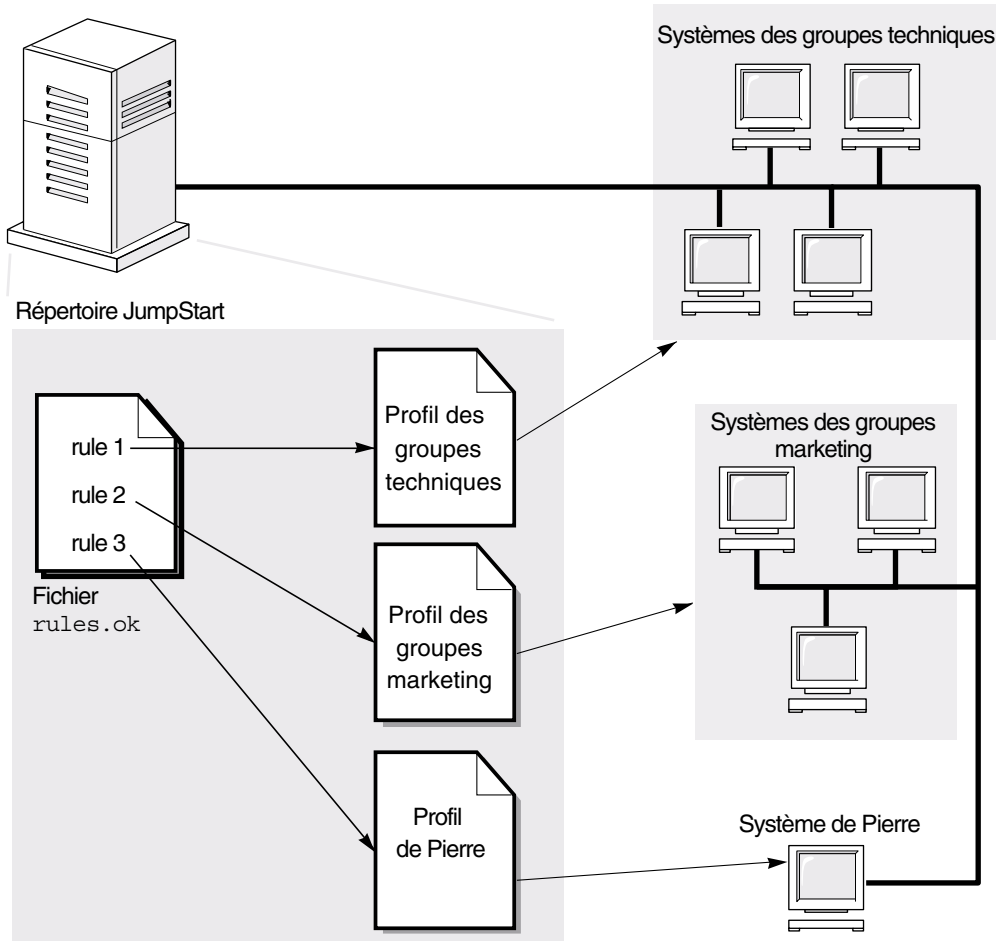 Systèmes des groupes techniques
Répertoire JumpStart
rule 1
rule 2
rule 3
Fichier
rules.ok
Profil des
groupes
techniques
Profil des
groupes
marketing
Profil
de Pierre
Systèmes des groupes
marketing
Système de Pierre